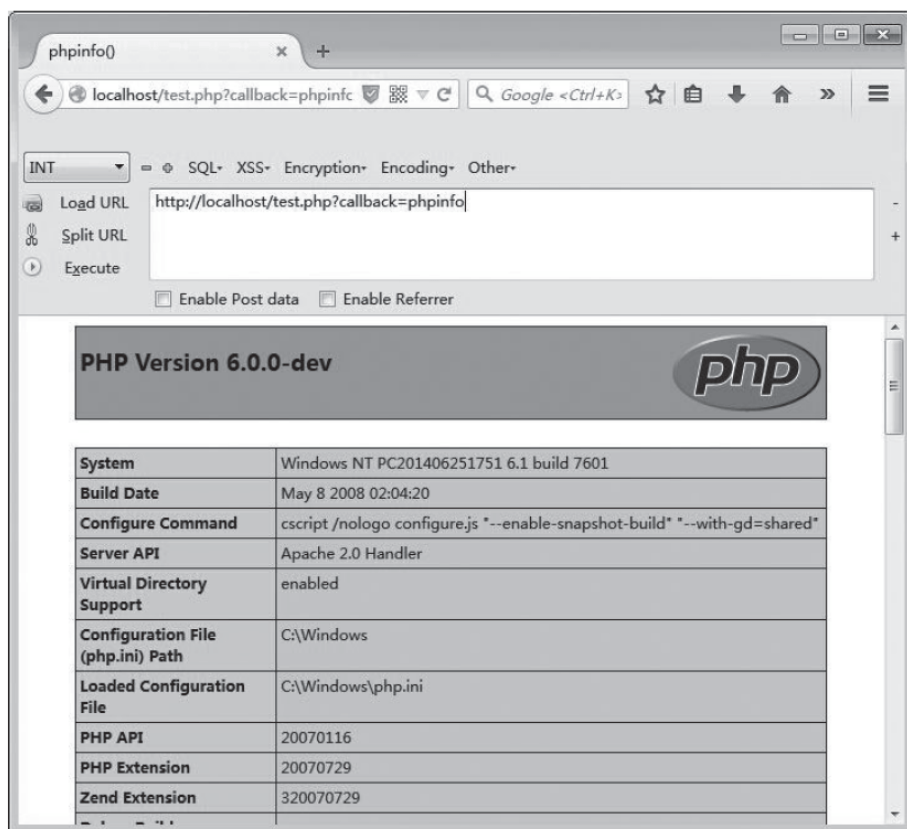 phpinfo()
localhost/test.php?callback=phpinfc
Google <Ctrl+K>
INT
SQL XSS Encryption Encoding Other
Load URL
http://localhost/test.php?callback=phpinfo
Split URL
Execute
Enable Post data Enable Referrer
PHP Version 6.0.0-dev
php
System Windows NT PC201406251751 6.1 build 7601
Build Date May 8 2008 02:04:20
Configure Command cscript /nologo configure.js "--enable-snapshot-build" "--with-gd=shared"
Server API Apache 2.0 Handler
Virtual Directory Support enabled
Configuration File (php.ini) Path C:\Windows
Loaded Configuration File C:\Windows\php.ini
PHP API 20070116
PHP Extension 20070729
Zend Extension 320070729